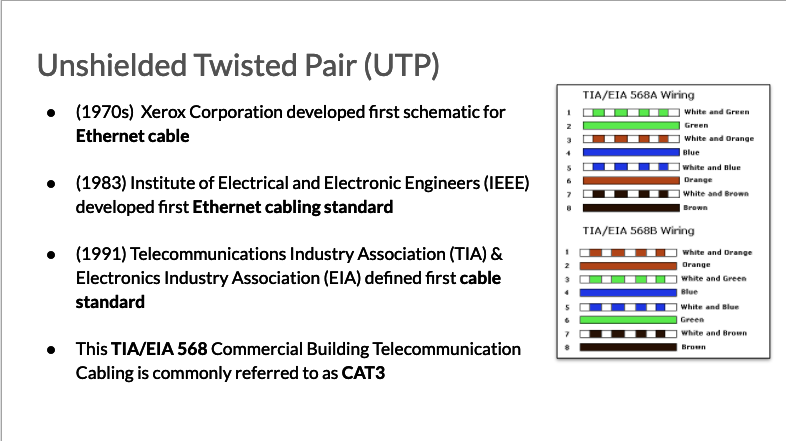 Unshielded Twisted Pair (UTP)
● (1970s) Xerox Corporation developed first schematic for
Ethernet cable
● (1983) Institute of Electrical and Electronic Engineers (IEEE)
developed first Ethernet cabling standard
● (1991) Telecommunications Industry Association (TIA) &
Electronics Industry Association (EIA) defined first cable
standard
● This TIA/EIA 568 Commercial Building Telecommunication
Cabling is commonly referred to as CAT3
TIA/EIA 568A Wiring
1 White and Green
2 Green
3 White and Orange
4 Blue
5 White and Blue
6 Orange
7 White and Brown
8 Brown
TIA/EIA 568B Wiring
1 White and Orange
2 Orange
3 White and Green
4 Blue
5 White and Blue
6 Green
7 White and Brown
8 Brown